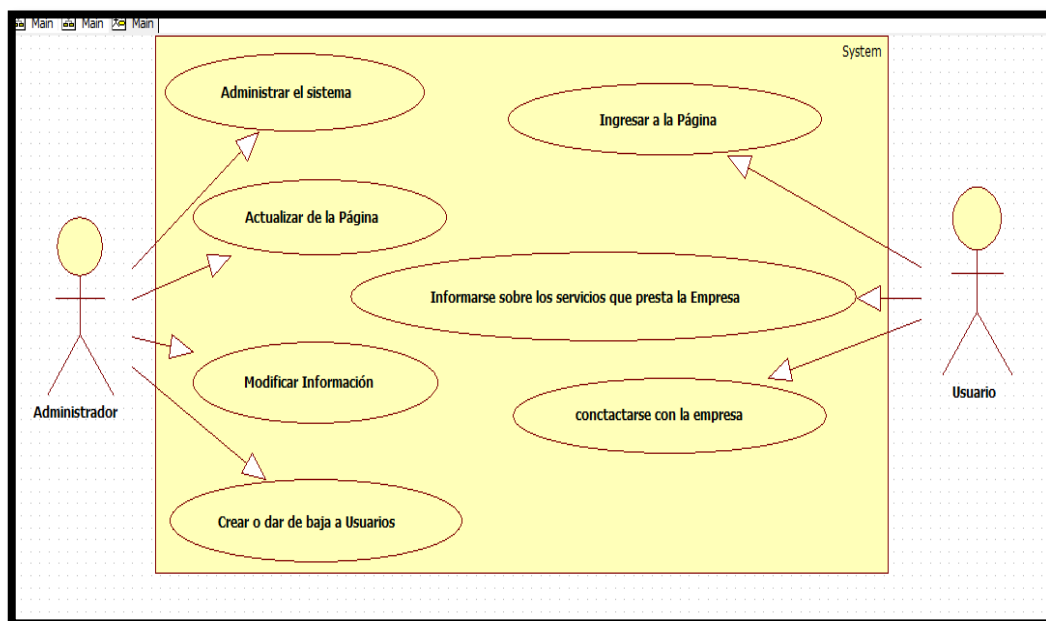 Main Main Main
System
Administrar el sistema
Ingresar a la Página
Actualizar de la Página
Informarse sobre los servicios que presta la Empresa
Modificar Información
Usuario
Administrador
conctactarse con la empresa
Crear o dar de baja a Usuarios